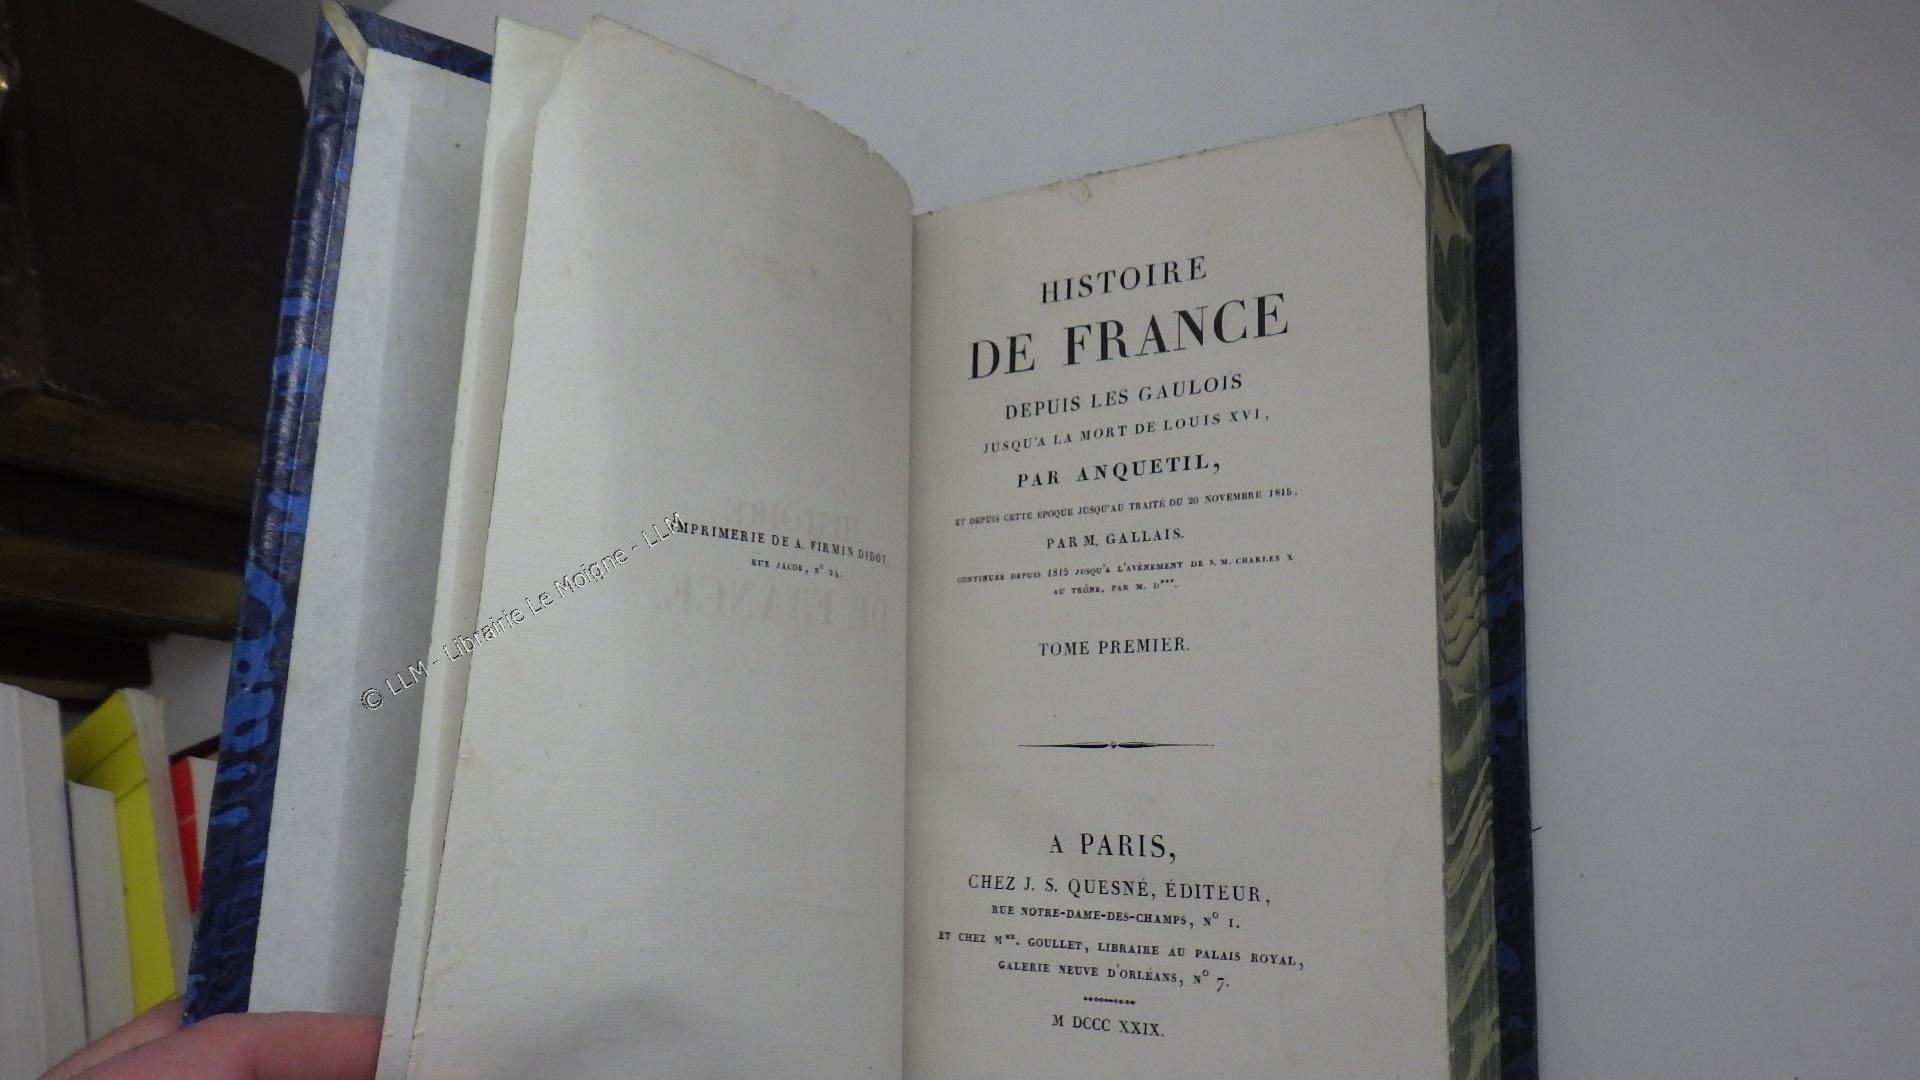 IMPRIMERIE DE A. FIRMIN DIDOT,
RUE JACOB, N° 24.
© LLM - Librairie Le Moigne - LLM
HISTOIRE
DE FRANCE
DEPUIS LES GAULOIS
JUSQU'A LA MORT DE LOUIS XVI,
PAR ANQUETIL,
ET DEPUIS CETTE ÉPOQUE JUSQU'AU TRAITÉ DU 20 NOVEMBRE 1815,
PAR M. GALLAIS.
CONTINUÉE DEPUIS 1815 JUSQU'A L'AVÉNEMENT DE S. M. CHARLES X
AU TRÔNE, PAR M. D***.
TOME PREMIER.
A PARIS,
CHEZ J. S. QUESNÉ, ÉDITEUR,
RUE NOTRE-DAME-DES-CHAMPS, N° 1.
ET CHEZ MME. GOULLET, LIBRAIRE AU PALAIS ROYAL,
GALERIE NEUVE D'ORLÉANS, N° 7.
M DCCC XXIX.